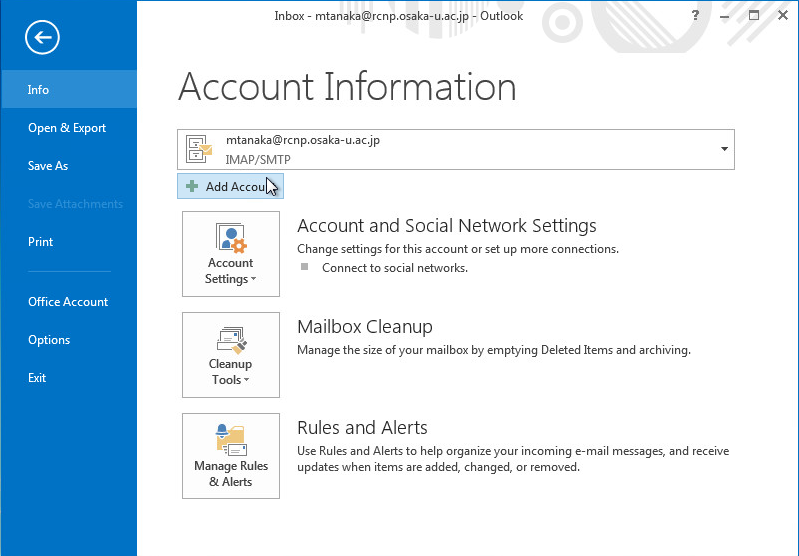 Inbox - mtanaka@rcnp.osaka-u.ac.jp - Outlook
?
Info
Open & Export
Save As
Save Attachments
Print
Office Account
Options
Exit
Account Information
mtanaka@rcnp.osaka-u.ac.jp
IMAP/SMTP
Add Accou
Account
Settings
Account and Social Network Settings
Change settings for this account or set up more connections.
Connect to social networks.
Cleanup
Tools
Mailbox Cleanup
Manage the size of your mailbox by emptying Deleted Items and archiving.
Manage Rules
& Alerts
Rules and Alerts
Use Rules and Alerts to help organize your incoming e-mail messages, and receive
updates when items are added, changed, or removed.